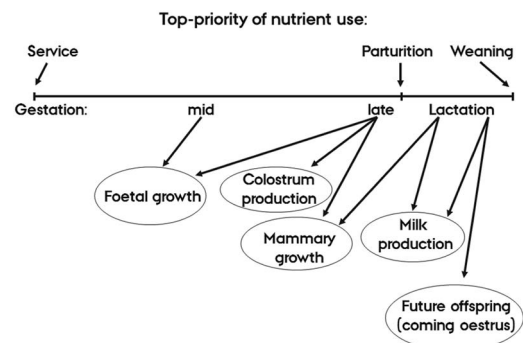 Top-priority of nutrient use:
Service
Parturition
Weaning
Gestation:
mid
late
Lactation
Foetal growth
Colostrum
production
Mammary
growth
Milk
production
Future offspring
(coming oestrus)